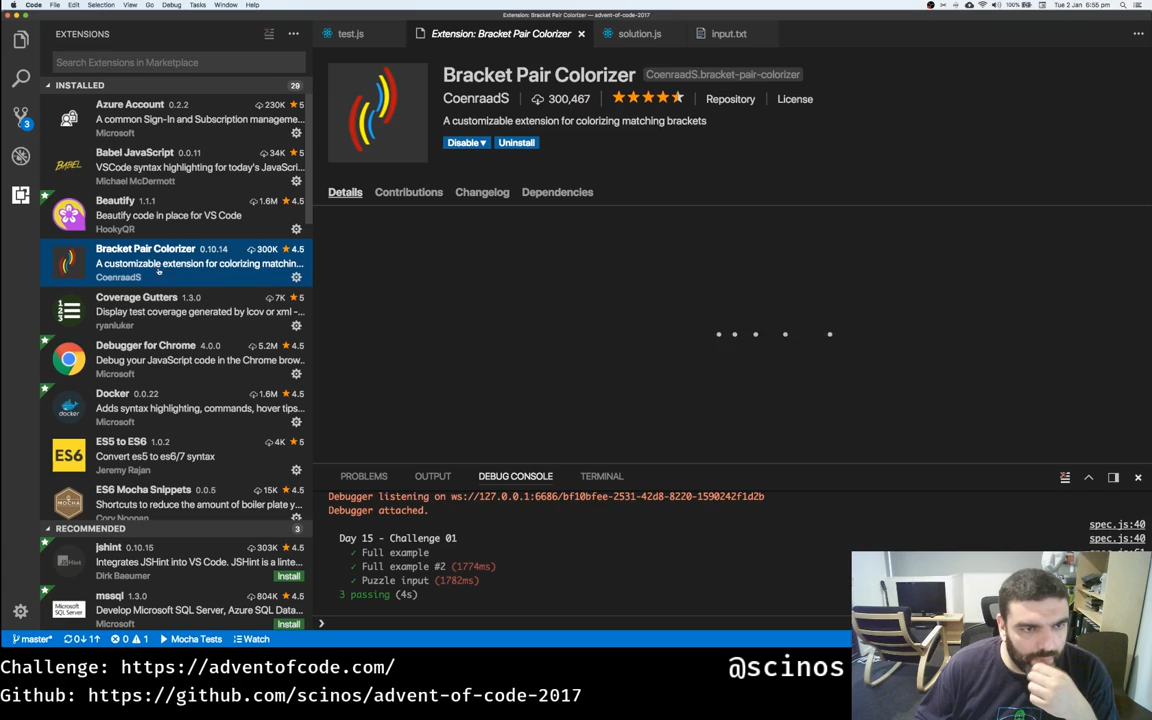 Code File Edit Selection View Go Debug Tasks Window Help
100% Tue 2 Jan 6:55 pm
Extension: Bracket Pair Colorizer — advent-of-code-2017
EXTENSIONS
test.js
Extension: Bracket Pair Colorizer
solution.js
input.txt
Search Extensions in Marketplace
INSTALLED 29
Azure Account 0.2.2 230K ★5
A common Sign-In and Subscription manageme...
Microsoft
BABEL
Babel JavaScript 0.0.11 34K ★5
VSCode syntax highlighting for today's JavaScri...
Michael McDermott
Beautify 1.1.1 1.6M ★4.5
Beautify code in place for VS Code
HookyQR
Bracket Pair Colorizer 0.10.14 300K ★4.5
A customizable extension for colorizing matchin...
CoenraadS
Coverage Gutters 1.3.0 7K ★5
Display test coverage generated by lcov or xml -...
ryanluker
Debugger for Chrome 4.0.0 5.2M ★4.5
Debug your JavaScript code in the Chrome brow...
Microsoft
docker
Docker 0.0.22 1.6M ★4.5
Adds syntax highlighting, commands, hover tips...
Microsoft
ES6
ES5 to ES6 1.0.2 4K ★5
Convert es5 to es6/7 syntax
Jeremy Rajan
ES6 Mocha Snippets 0.0.5 15K ★5
Shortcuts to reduce the amount of boiler plate y...
Cory Noonan
RECOMMENDED 3
jshint
jshint 0.10.15 303K ★4.5
Integrates JSHint into VS Code. JSHint is a linte...
Dirk Baeumer Install
Microsoft SQL Server
mssql 1.3.0 804K ★4.5
Develop Microsoft SQL Server, Azure SQL Data...
Microsoft Install
3
Bracket Pair Colorizer CoenraadS.bracket-pair-colorizer
CoenraadS 300,467 Repository License
A customizable extension for colorizing matching brackets
Disable▼ Uninstall
Details Contributions Changelog Dependencies
PROBLEMS OUTPUT DEBUG CONSOLE TERMINAL
Debugger listening on ws://127.0.0.1:6686/bf10bfee-2531-42d8-8220-1590242f1d2b
Debugger attached.
spec.js:40
Day 15 - Challenge 01
spec.js:40
✓ Full example
✓ Full example #2 (1774ms)
✓ Puzzle input (1782ms)
3 passing (4s)
master* 0↓ 1↑ 0 1 Mocha Tests Watch
Challenge: https://adventofcode.com/
@scinos
Github: https://github.com/scinos/advent-of-code-2017